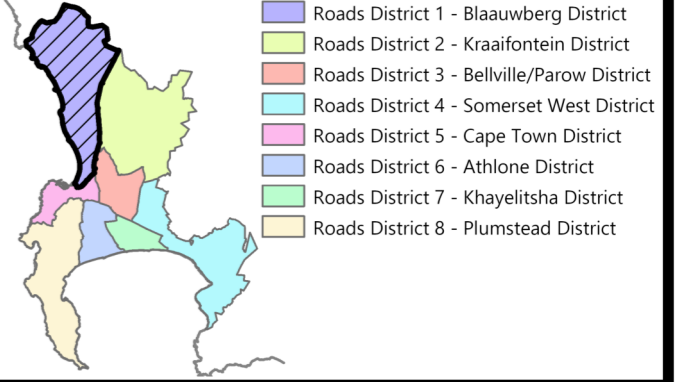 Roads District 1 - Blaauwberg District
Roads District 2 - Kraaifontein District
Roads District 3 - Bellville/Parow District
Roads District 4 - Somerset West District
Roads District 5 - Cape Town District
Roads District 6 - Athlone District
Roads District 7 - Khayelitsha District
Roads District 8 - Plumstead District